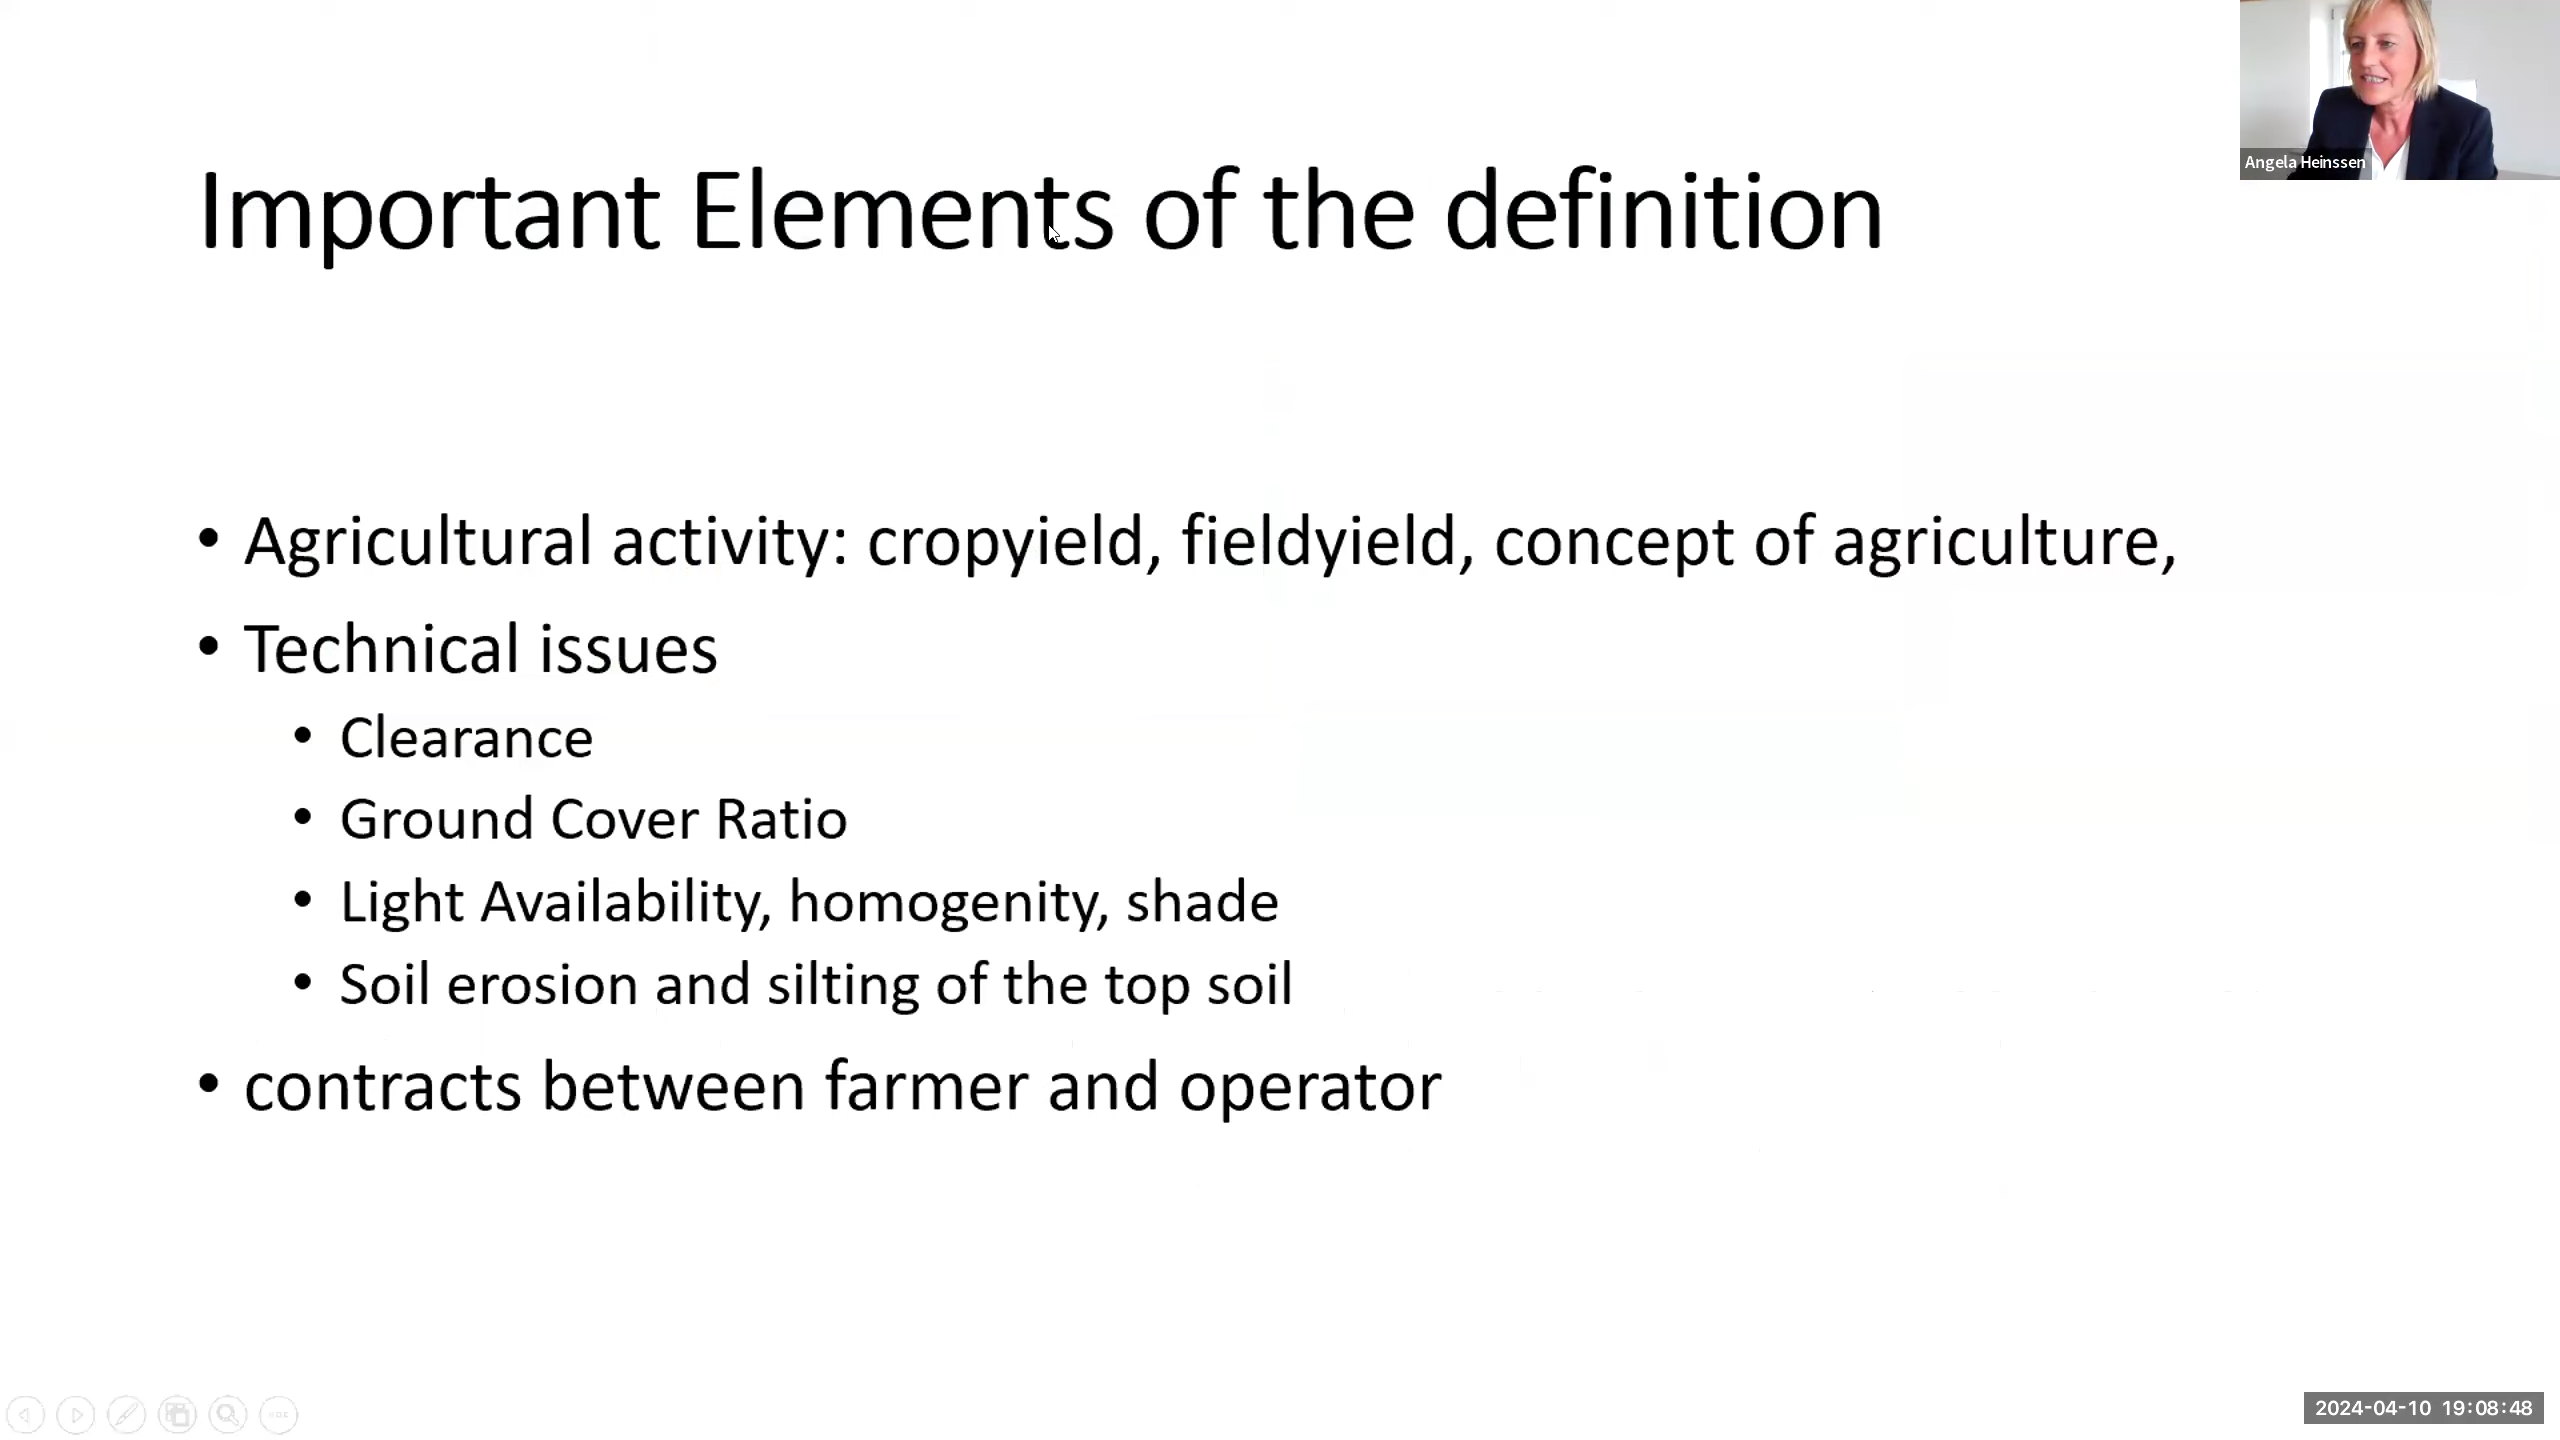 Angela Heinssen
Important Elements of the definition
• Agricultural activity: cropyield, fieldyield, concept of agriculture,
• Technical issues
• Clearance
• Ground Cover Ratio
• Light Availability, homogenity, shade
• Soil erosion and silting of the top soil
• contracts between farmer and operator
2024-04-10 19:08:48